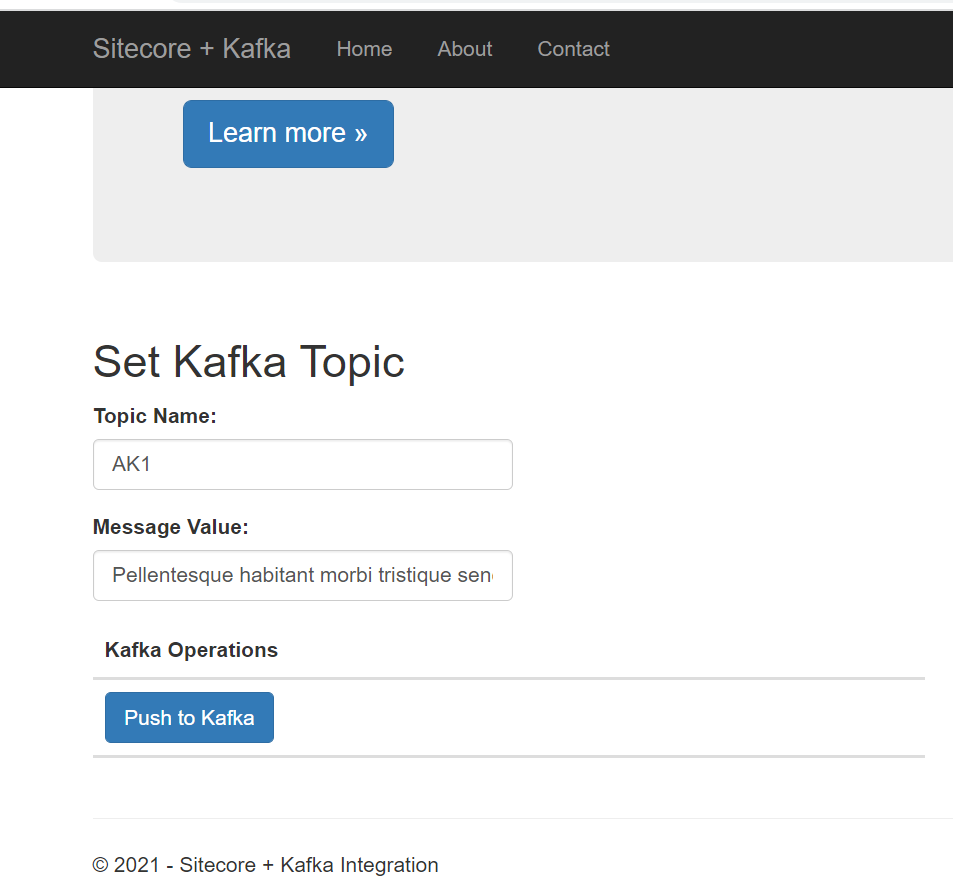 Sitecore + Kafka Home About Contact
Learn more »
Set Kafka Topic
Topic Name:
AK1
Message Value:
Pellentesque habitant morbi tristique sen
Kafka Operations
Push to Kafka
© 2021 - Sitecore + Kafka Integration